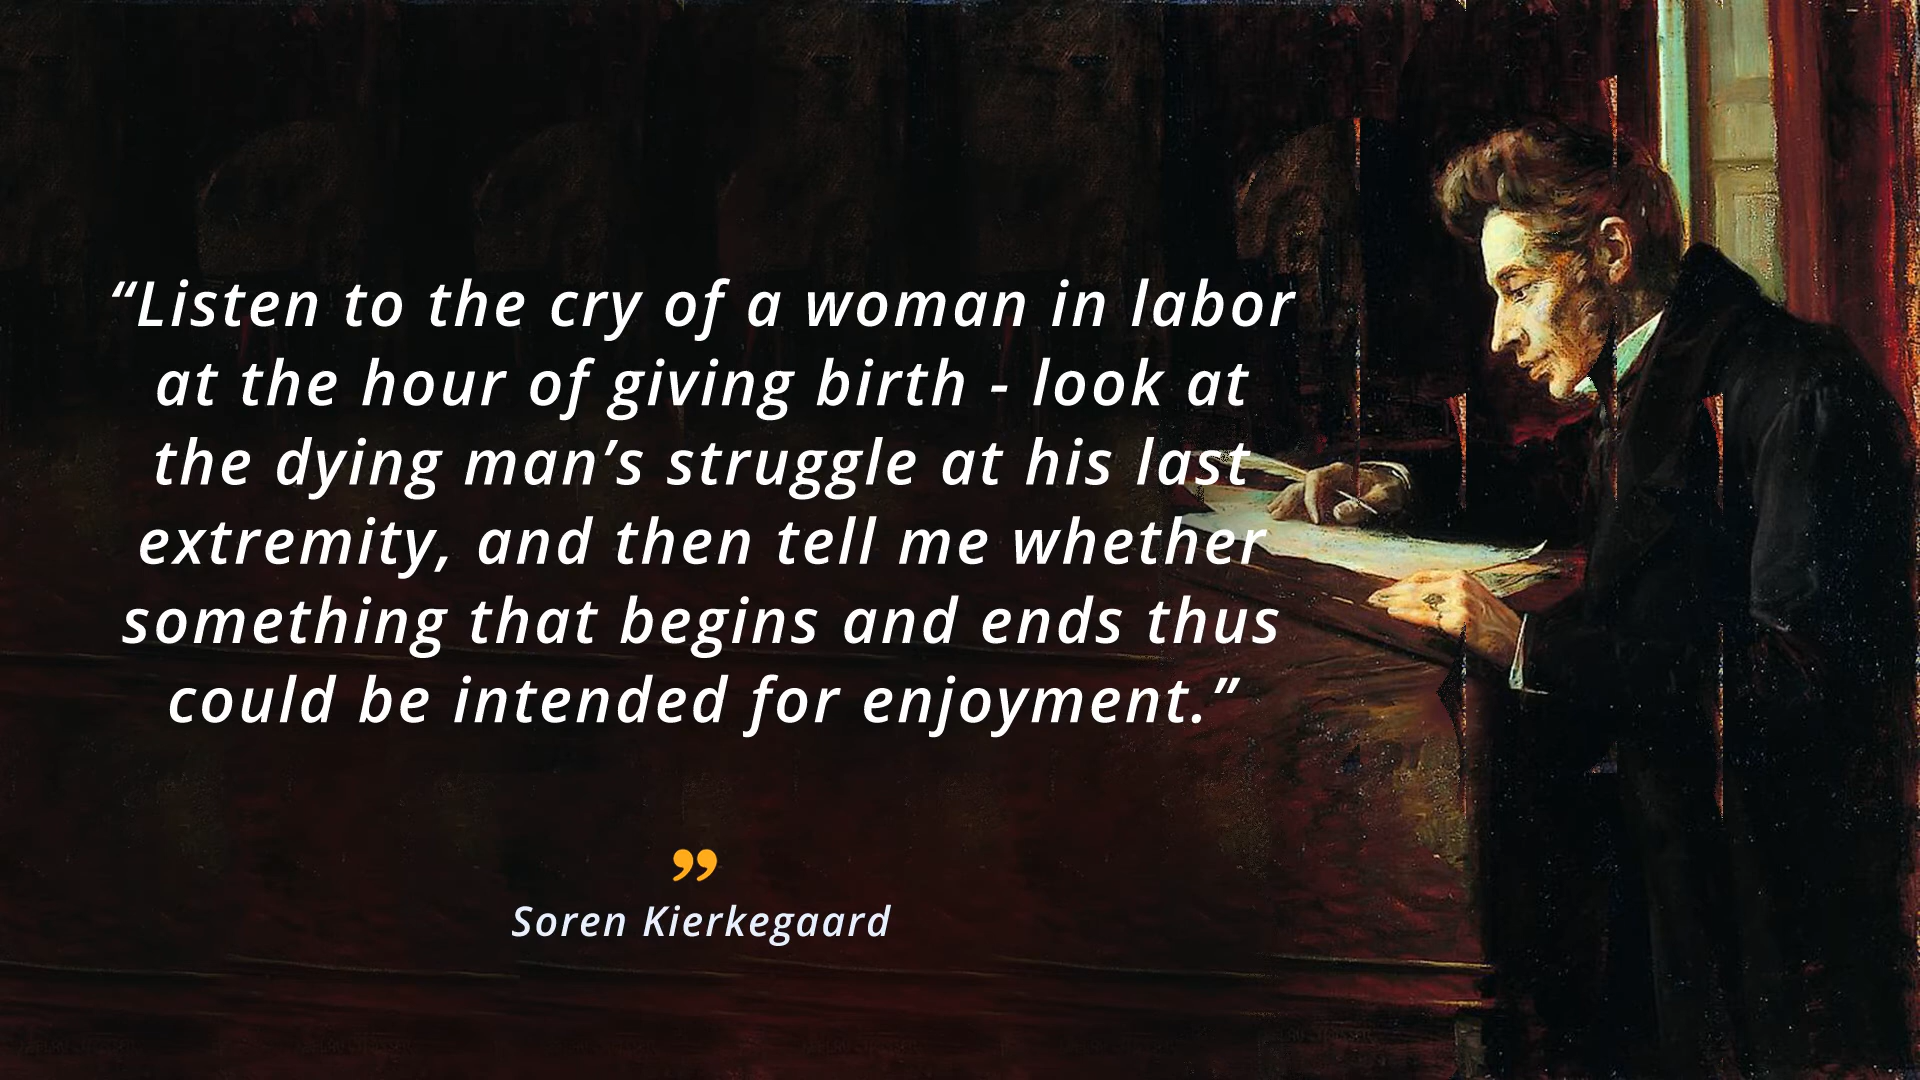 “Listen to the cry of a woman in labor
at the hour of giving birth - look at
the dying man’s struggle at his last
extremity, and then tell me whether
something that begins and ends thus
could be intended for enjoyment.”
”
Soren Kierkegaard